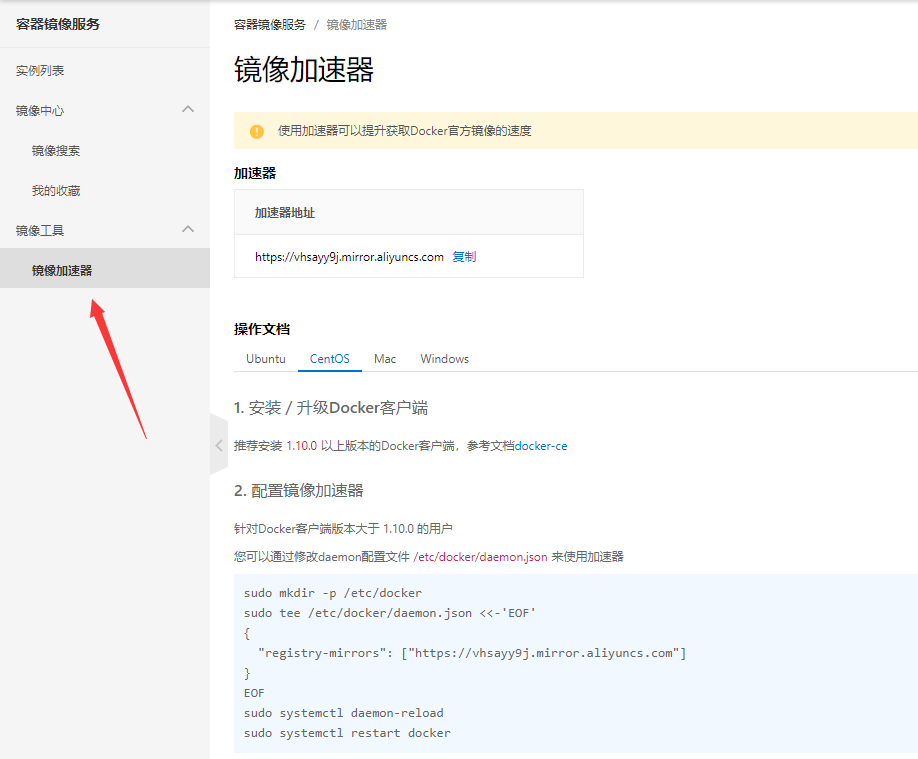 容器镜像服务
实例列表
镜像中心
镜像搜索
我的收藏
镜像工具
镜像加速器
容器镜像服务 / 镜像加速器
镜像加速器
使用加速器可以提升获取Docker官方镜像的速度
加速器
加速器地址
https://vhsayy9j.mirror.aliyuncs.com 复制
操作文档
Ubuntu CentOS Mac Windows
1. 安装 / 升级Docker客户端
推荐安装 1.10.0 以上版本的Docker客户端，参考文档docker-ce
2. 配置镜像加速器
针对Docker客户端版本大于 1.10.0 的用户
您可以通过修改daemon配置文件 /etc/docker/daemon.json 来使用加速器
sudo mkdir -p /etc/docker
sudo tee /etc/docker/daemon.json <<-'EOF'
{
"registry-mirrors": ["https://vhsayy9j.mirror.aliyuncs.com"]
}
EOF
sudo systemctl daemon-reload
sudo systemctl restart docker